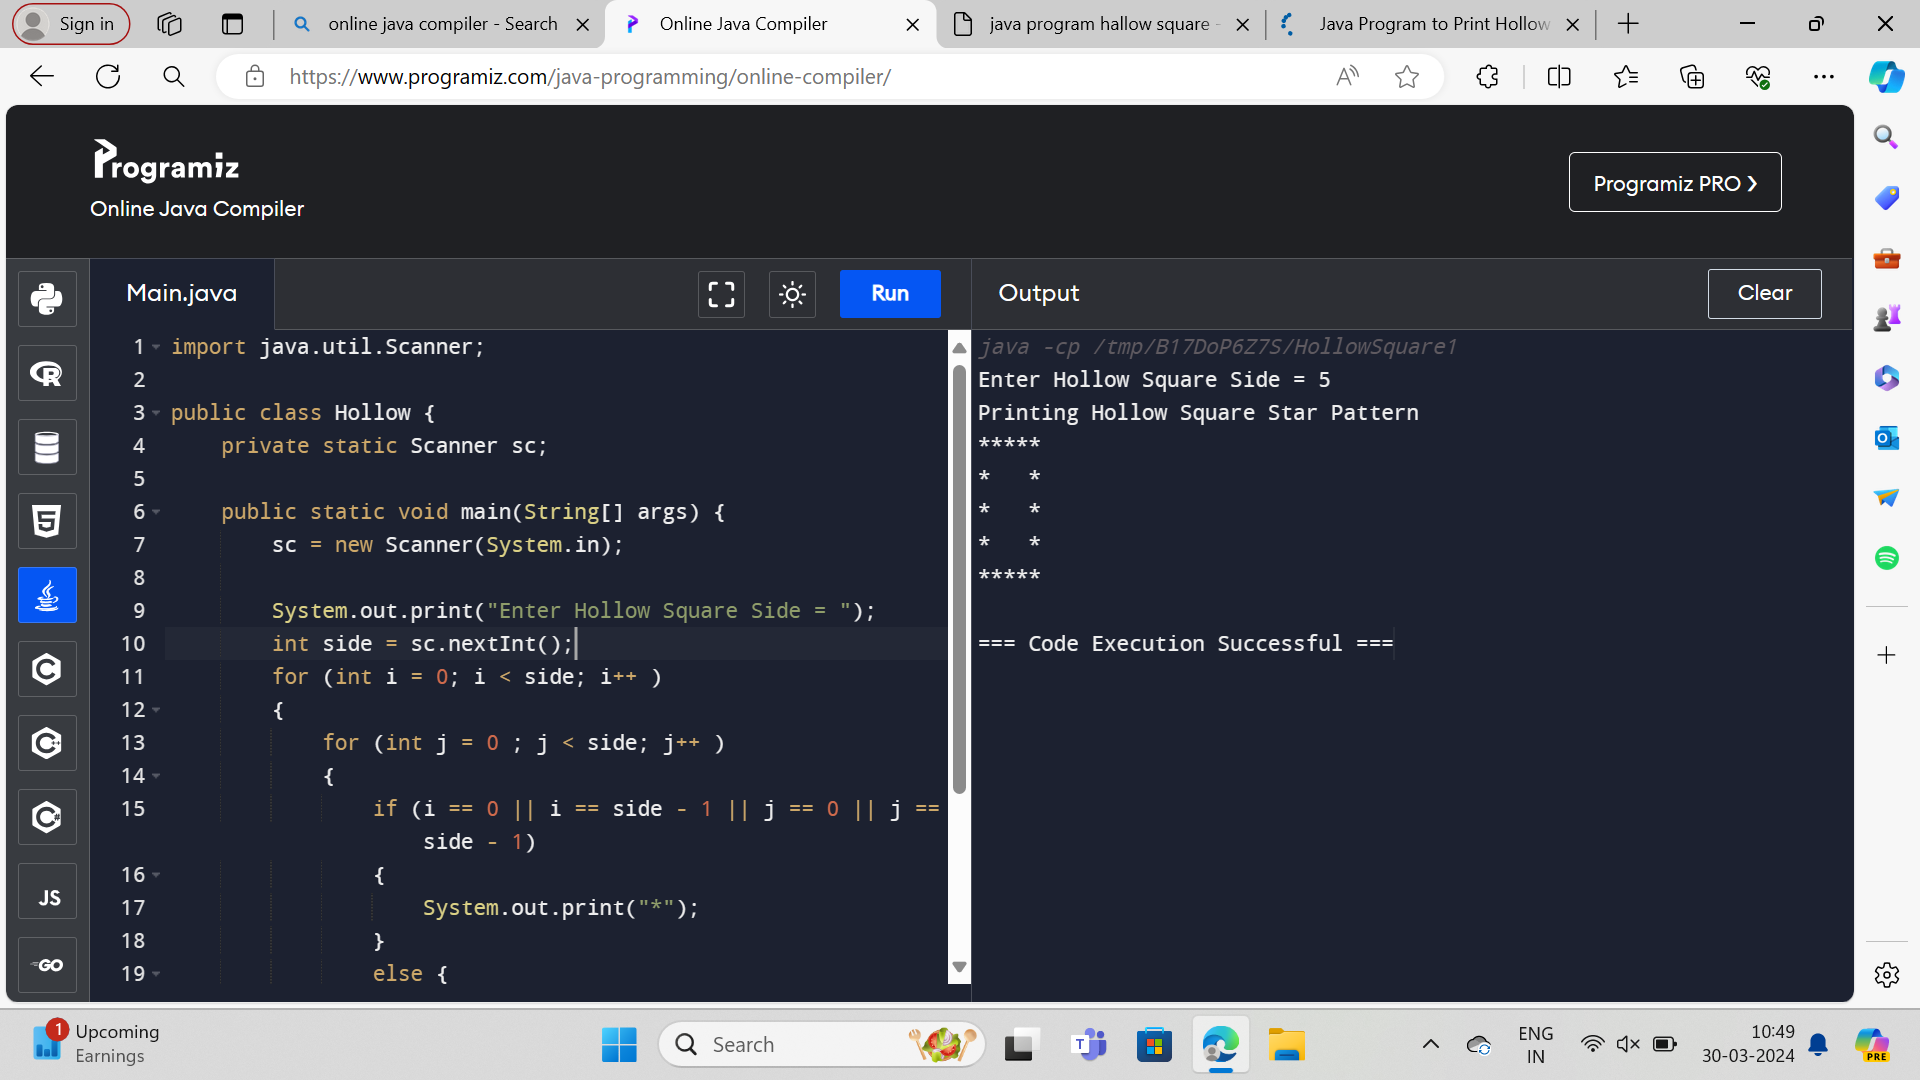 Sign in
online java compiler - Search
Online Java Compiler
java program hallow square -
Java Program to Print Hollow
https://www.programiz.com/java-programming/online-compiler/
Programiz
Online Java Compiler
Programiz PRO ❯
Main.java
Run
Output
Clear
1 import java.util.Scanner;
2
3 public class Hollow {
4 private static Scanner sc;
5
6 public static void main(String[] args) {
7 sc = new Scanner(System.in);
8
9 System.out.print("Enter Hollow Square Side = ");
10 int side = sc.nextInt();
11 for (int i = 0; i < side; i++ )
12 {
13 for (int j = 0 ; j < side; j++ )
14 {
15 if (i == 0 || i == side - 1 || j == 0 || j ==
side - 1)
16 {
17 System.out.print("*");
18 }
19 else {
java -cp /tmp/B17DoP6Z7S/HollowSquare1
Enter Hollow Square Side = 5
Printing Hollow Square Star Pattern
*****
*   *
*   *
*   *
*****
=== Code Execution Successful ===
JS
GO
1
Upcoming
Earnings
Search
ENG
IN
10:49
30-03-2024
PRE